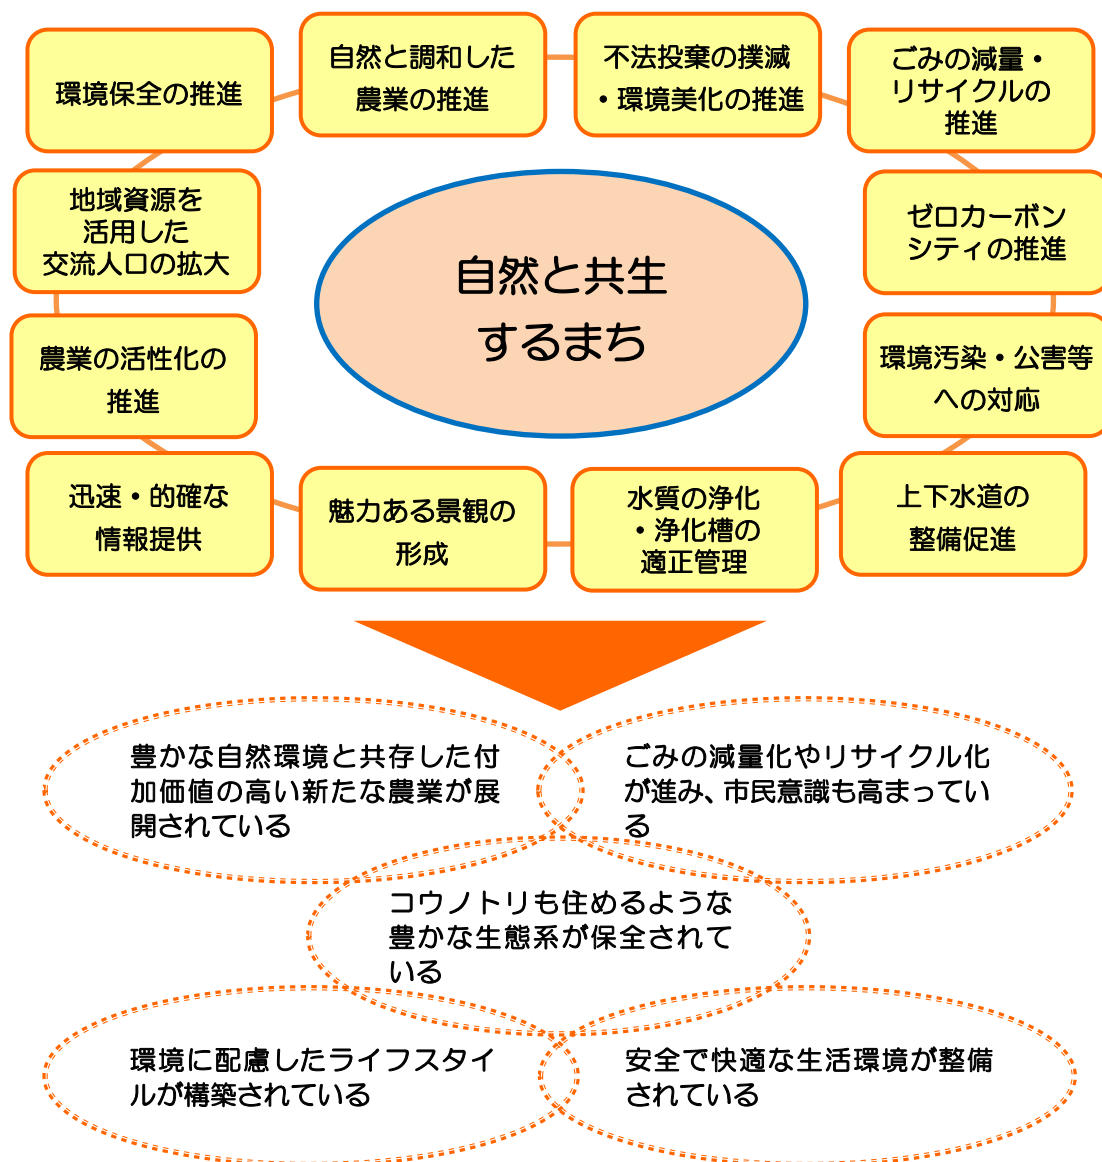 環境保全の推進
自然と調和した
農業の推進
不法投棄の撲滅
・環境美化の推進
ごみの減量・
リサイクルの
推進
地域資源を
活用した
交流人口の拡大
ゼロカーボン
シティの推進
自然と共生
するまち
農業の活性化の
推進
環境汚染・公害等
への対応
迅速・的確な
情報提供
魅力ある景観の
形成
水質の浄化
・浄化槽の
適正管理
上下水道の
整備促進
豊かな自然環境と共存した付
加価値の高い新たな農業が展
開されている
ごみの減量化やリサイクル化
が進み、市民意識も高まってい
る
コウノトリも住めるような
豊かな生態系が保全されて
いる
環境に配慮したライフスタイ
ルが構築されている
安全で快適な生活環境が整備
されている